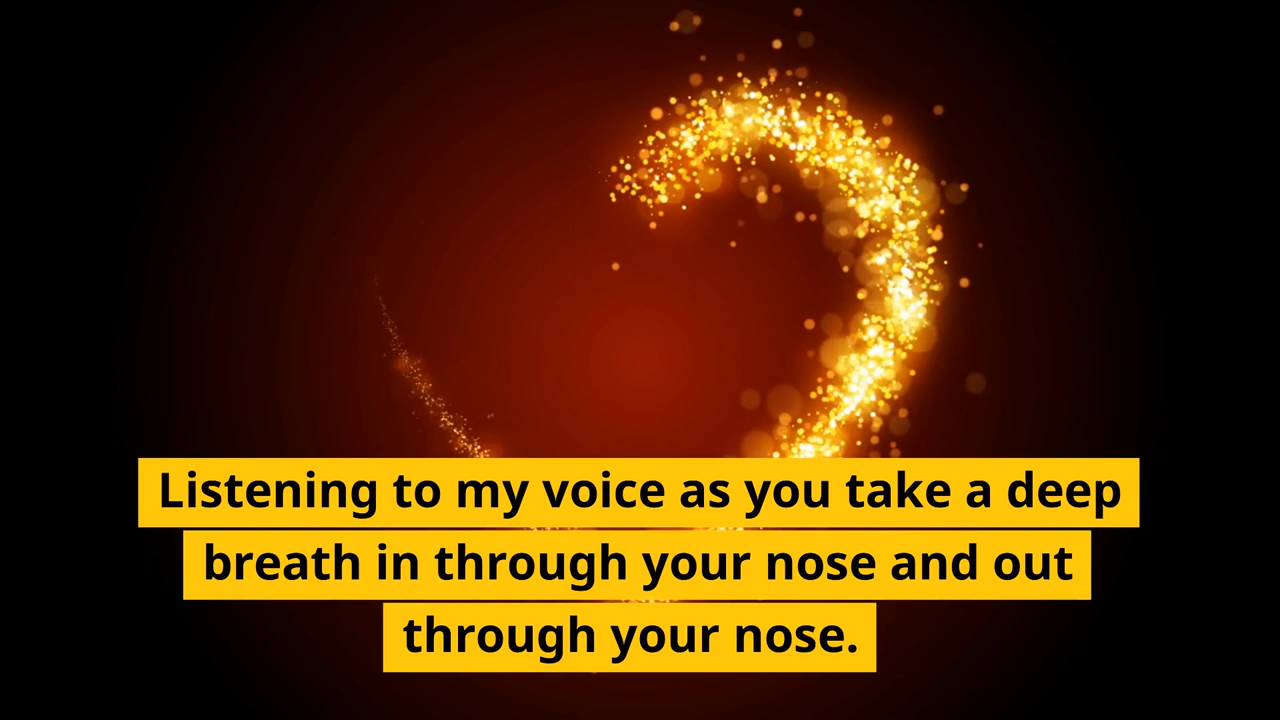 Listening to my voice as you take a deep
breath in through your nose and out
through your nose.